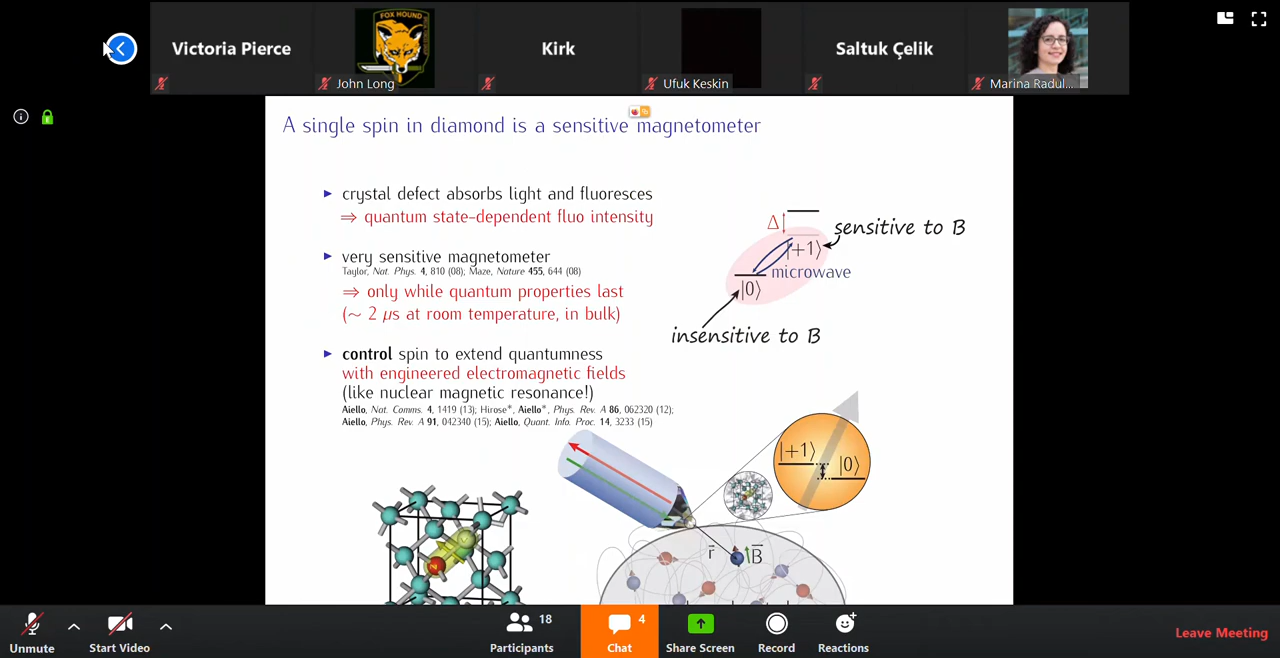 Victoria Pierce
FOX HOUND
John Long
Kirk
Ufuk Keskin
Saltuk Çelik
Marina Radul...
A single spin in diamond is a sensitive magnetometer
▶ crystal defect absorbs light and fluoresces
⇒ quantum state-dependent fluo intensity
▶ very sensitive magnetometer
Taylor, Nat. Phys. 4, 810 (08); Maze, Nature 455, 644 (08)
⇒ only while quantum properties last
(∼ 2 μs at room temperature, in bulk)
▶ control spin to extend quantumness
with engineered electromagnetic fields
(like nuclear magnetic resonance!)
Aiello, Nat. Comms. 4, 1419 (13); Hirose*, Aiello*, Phys. Rev. A 86, 062320 (12);
Aiello, Phys. Rev. A 91, 042340 (15); Aiello, Quant. Info. Proc. 14, 3233 (15)
Δ
sensitive to B
|+1⟩
microwave
|0⟩
insensitive to B
|+1⟩
|0⟩
r⃗
B⃗
Unmute
Start Video
Participants
18
Chat
4
Share Screen
Record
Reactions
Leave Meeting